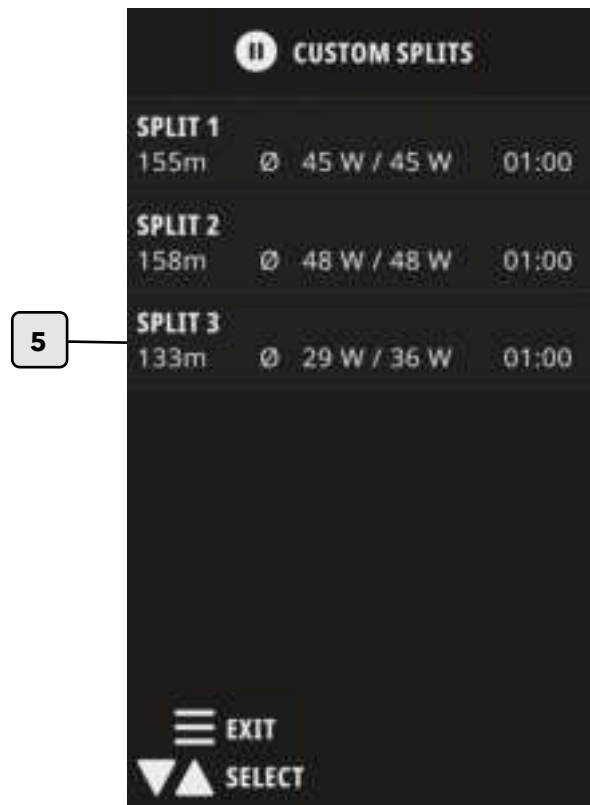 CUSTOM SPLITS
SPLIT 1
155m Ø 45 W / 45 W 01:00
SPLIT 2
158m Ø 48 W / 48 W 01:00
5
SPLIT 3
133m Ø 29 W / 36 W 01:00
EXIT
SELECT